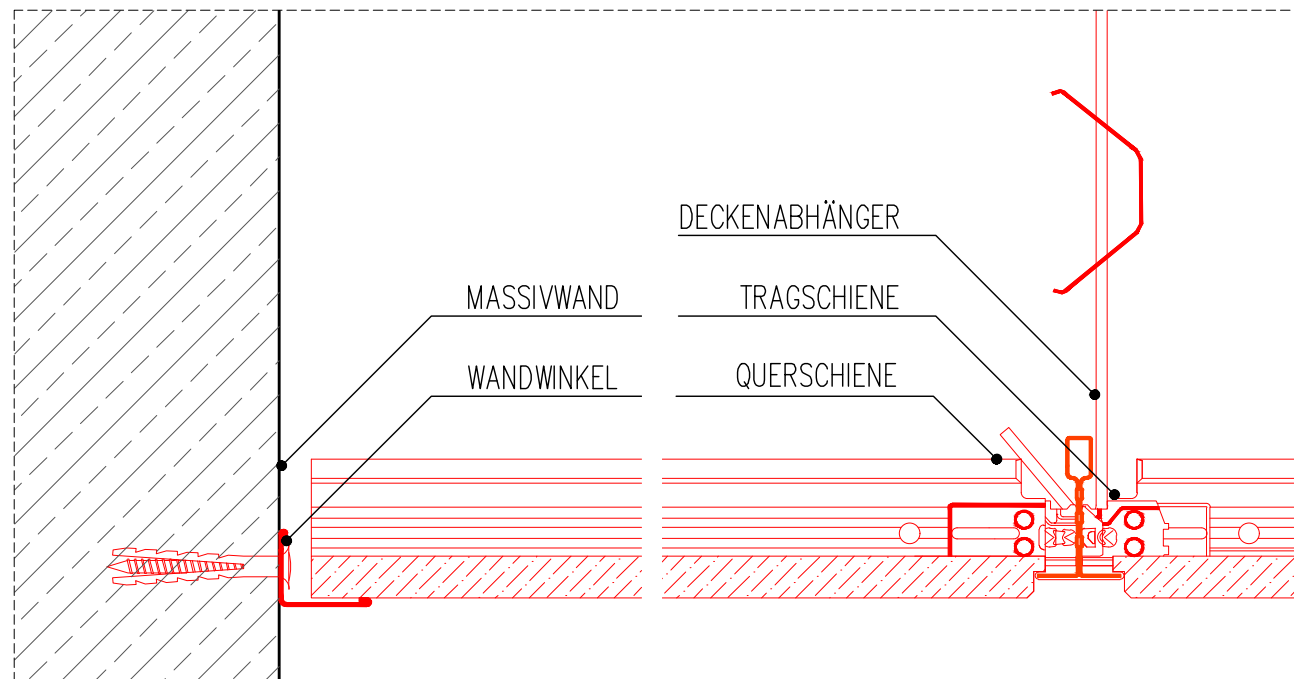 DECKENABHÄNGER
MASSIVWAND
TRAGSCHIENE
WANDWINKEL
QUERSCHIENE